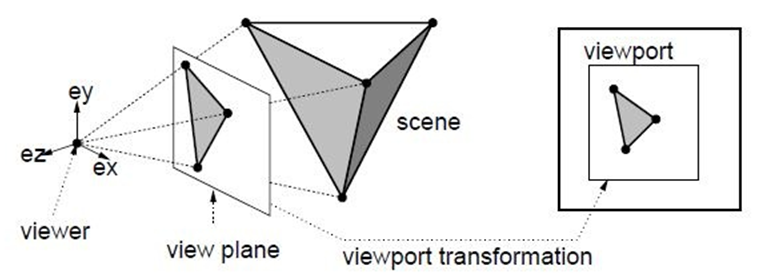 viewport
ey
scene
ez
ex
viewer
view plane
viewport transformation